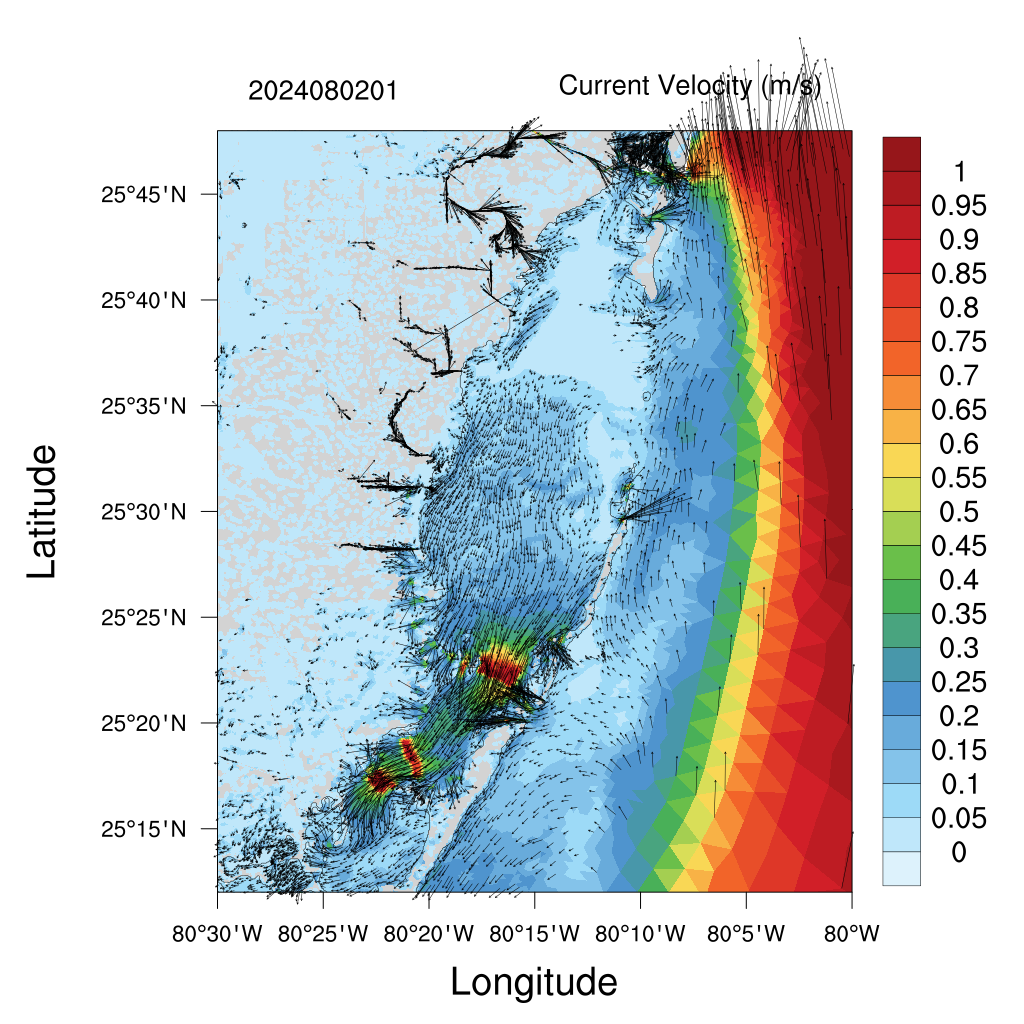 2024080201
Current Velocity (m/s)
25°45'N
25°40'N
25°35'N
25°30'N
25°25'N
25°20'N
25°15'N
Latitude
80°30'W 80°25'W 80°20'W 80°15'W 80°10'W 80°5'W 80°W
Longitude
1
0.95
0.9
0.85
0.8
0.75
0.7
0.65
0.6
0.55
0.5
0.45
0.4
0.35
0.3
0.25
0.2
0.15
0.1
0.05
0